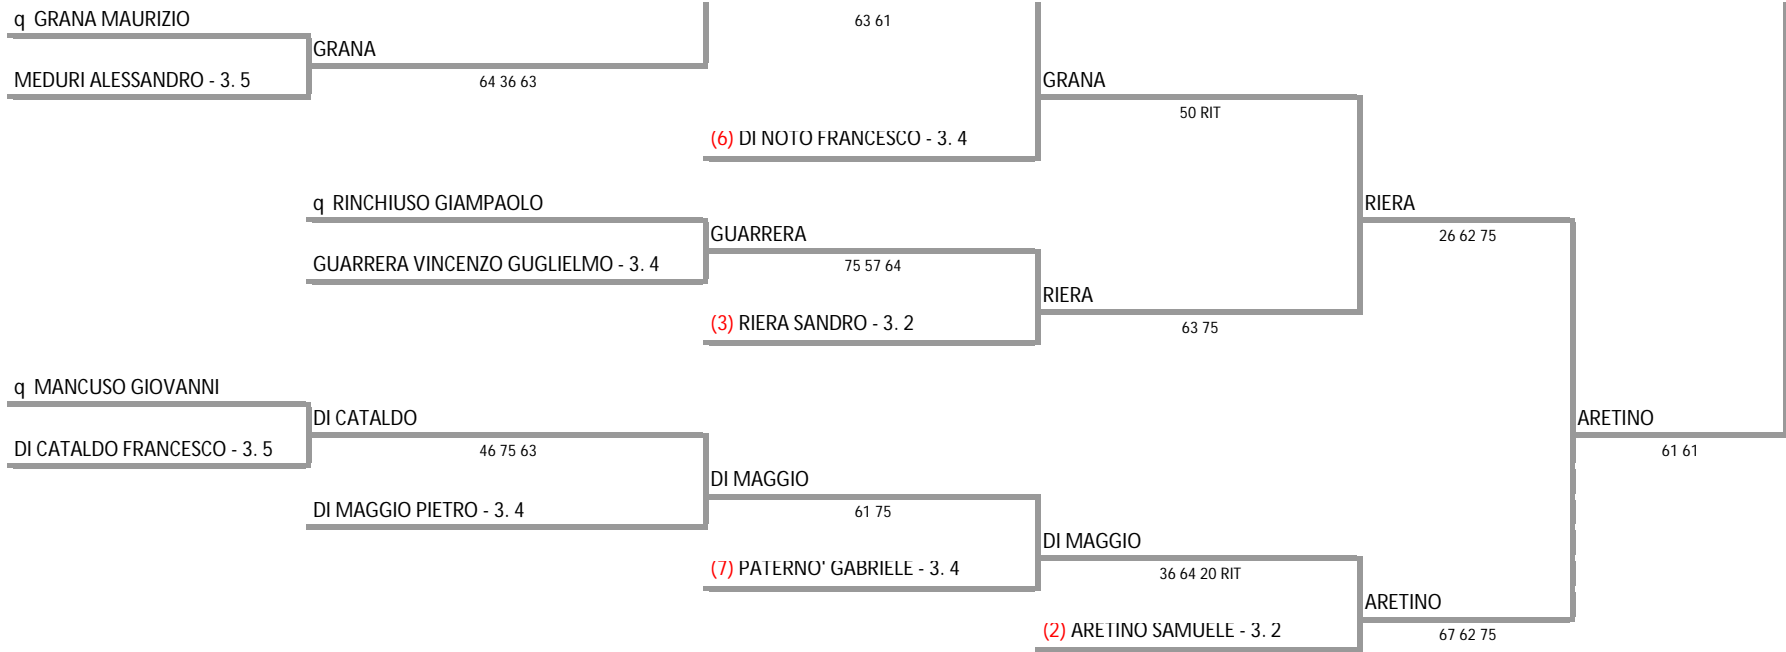 q GRANA MAURIZIO
63 61
GRANA
MEDURI ALESSANDRO - 3. 5
64 36 63
GRANA
50 RIT
(6) DI NOTO FRANCESCO - 3. 4
q RINCHIUSO GIAMPAOLO
RIERA
GUARRERA
26 62 75
GUARRERA VINCENZO GUGLIELMO - 3. 4
75 57 64
RIERA
(3) RIERA SANDRO - 3. 2
63 75
q MANCUSO GIOVANNI
DI CATALDO
ARETINO
DI CATALDO FRANCESCO - 3. 5
46 75 63
61 61
DI MAGGIO
DI MAGGIO PIETRO - 3. 4
61 75
DI MAGGIO
(7) PATERNO' GABRIELE - 3. 4
36 64 20 RIT
ARETINO
(2) ARETINO SAMUELE - 3. 2
67 62 75